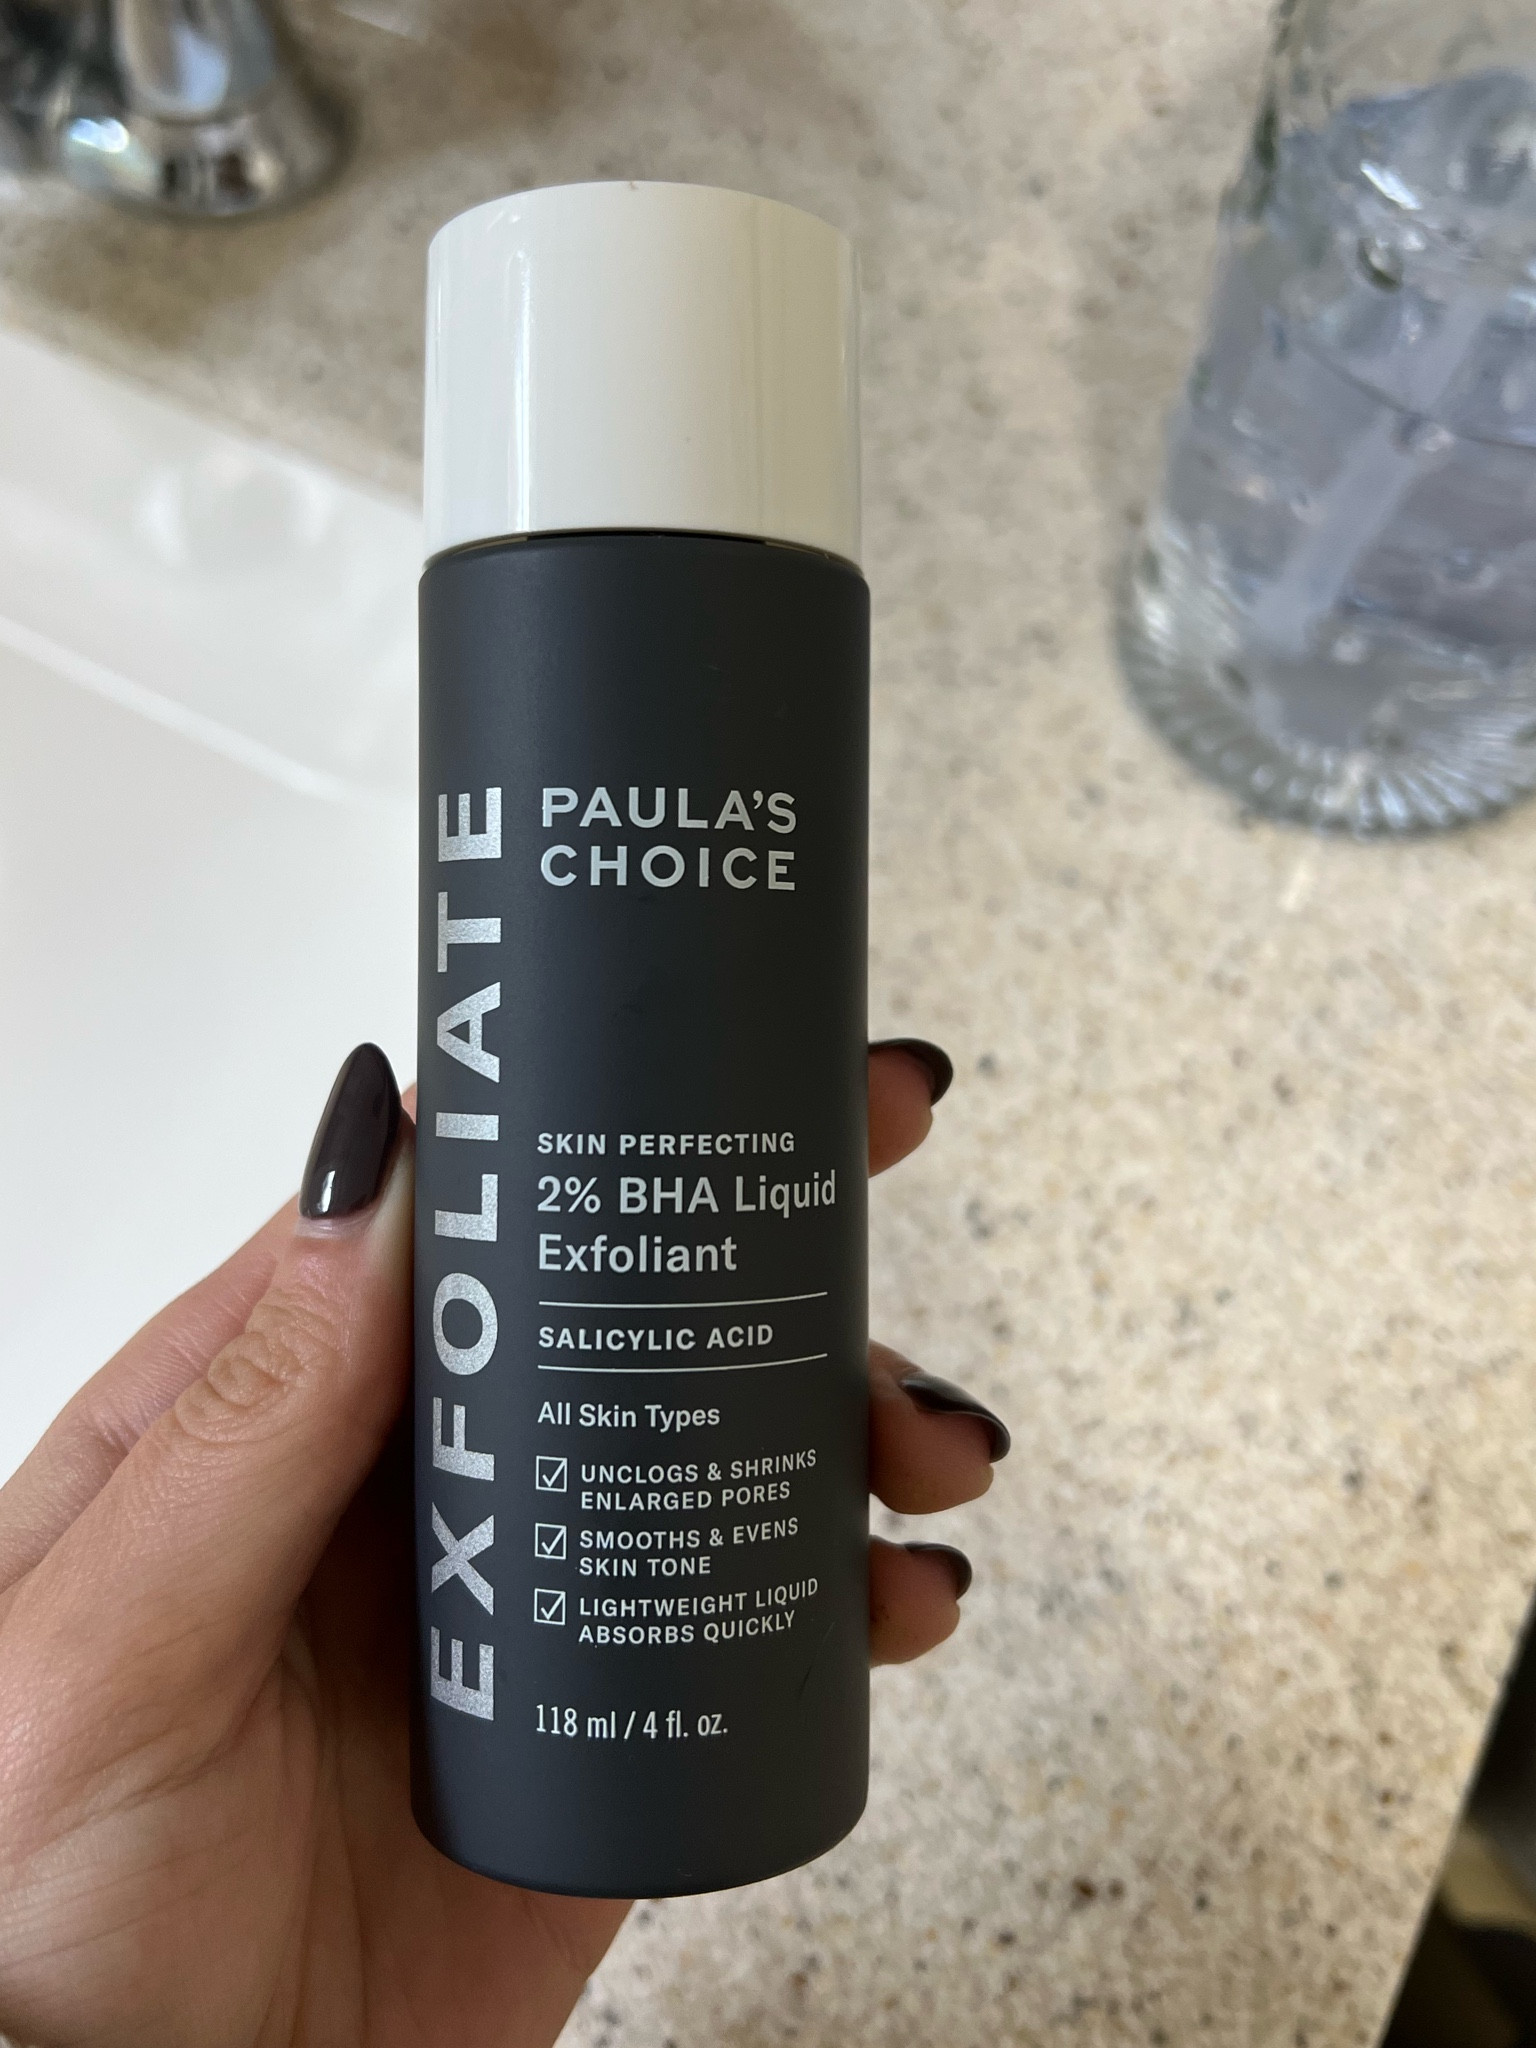 EXFOLIATE
PAULA'S
CHOICE
SKIN PERFECTING
2% BHA Liquid
Exfoliant
SALICYLIC ACID
All Skin Types
UNCLOGS & SHRINKS
ENLARGED PORES
SMOOTHS & EVENS
SKIN TONE
LIGHTWEIGHT LIQUID
ABSORBS QUICKLY
118 ml / 4 fl. oz.